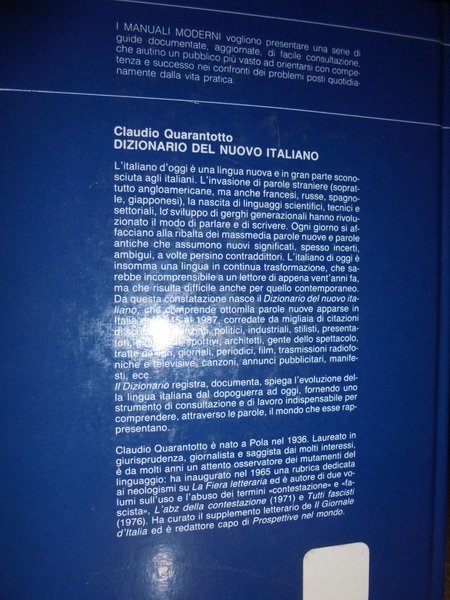 I MANUALI MODERNI vogliono presentare una serie di
guide documentate, aggiornate, di facile consultazione,
che aiutino un pubblico più vasto ad orientarsi con compe-
tenza e successo nei confronti dei problemi posti quotidia-
namente dalla vita pratica.
Claudio Quarantotto
DIZIONARIO DEL NUOVO ITALIANO
L'italiano d'oggi è una lingua nuova e in gran parte scono-
sciuta agli italiani. L'invasione di parole straniere (soprat-
tutto angloamericane, ma anche francesi, russe, spagno-
le, giapponesi), la nascita di linguaggi scientifici, tecnici e
settoriali, lo sviluppo di gerghi generazionali hanno rivolu-
zionato il modo di parlare e di scrivere. Ogni giorno si af-
facciano alla ribalta dei massmedia parole nuove e parole
antiche che assumono nuovi significati, spesso incerti,
ambigui, a volte persino contraddittori. L'italiano di oggi è
insomma una lingua in continua trasformazione, che sa-
rebbe incomprensibile a un lettore di appena vent'anni fa,
ma che risulta difficile anche per quello contemporaneo.
Da questa constatazione nasce il Dizionario del nuovo ita-
liano, che comprende ottomila parole nuove apparse in
Italia dal 1945 al 1987, corredate da migliaia di citazioni
politici, industriali, stilisti, presenta-
sportivi, architetti, gente dello spettacolo,
tratte da giornali, periodici, film, trasmissioni radiofo-
niche e televisive, canzoni, annunci pubblicitari, manife-
sti, ecc.
Il Dizionario registra, documenta, spiega l'evoluzione del-
la lingua italiana dal dopoguerra ad oggi, fornendo uno
strumento di consultazione e di lavoro indispensabile per
comprendere, attraverso le parole, il mondo che esse rap-
presentano.
Claudio Quarantotto è nato a Pola nel 1936. Laureato in
giurisprudenza, giornalista e saggista dai molti interessi,
è da molti anni un attento osservatore dei mutamenti del
linguaggio: ha inaugurato nel 1965 una rubrica dedicata
ai neologismi su La Fiera letteraria ed è autore di due vo-
lumi sull'uso e l'abuso dei termini «contestazione» e «fa-
scista», L'abz della contestazione (1971) e Tutti fascisti
(1976). Ha curato il supplemento letterario de Il Giornale
d'Italia ed è redattore capo di Prospettive nel mondo.